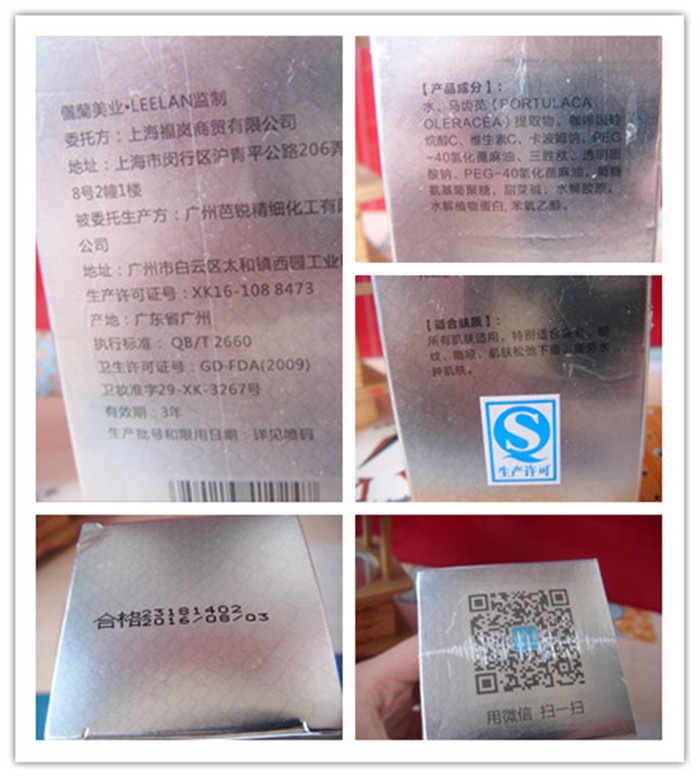 俪蘭美业•LEELAN监制
委托方：上海福岚商贸有限公司
地址：上海市闵行区沪青平公路206弄
8号2幢1楼
被委托生产方：广州芭锐精细化工有限
公司
地址：广州市白云区太和镇西园工业
生产许可证号：XK16-108 8473
产地：广东省广州
执行标准： QB/T 2660
卫生许可证号：GD-FDA(2009)
卫妆准字29-XK-3267号
有效期：3年
生产批号和限用日期：详见喷码
【产品成分】：
水、马齿苋（PORTULACA
OLERACEA）提取物、咖啡因硅
烷醇C、维生素C、卡波姆钠、PEG
-40氢化蓖麻油、三胜肽、透明质
酸钠、PEG-40氢化蓖麻油、葡糖
氨基葡聚糖、甜菜碱、水解胶原、
水解植物蛋白, 苯氧乙醇。
【适合肤质】：
所有肌肤适用，特别适合
纹、暗哑、肌肤松弛下垂、
肿肌肤。
S
生产许可
合格23181402
2016/08/03
用微信 扫一扫